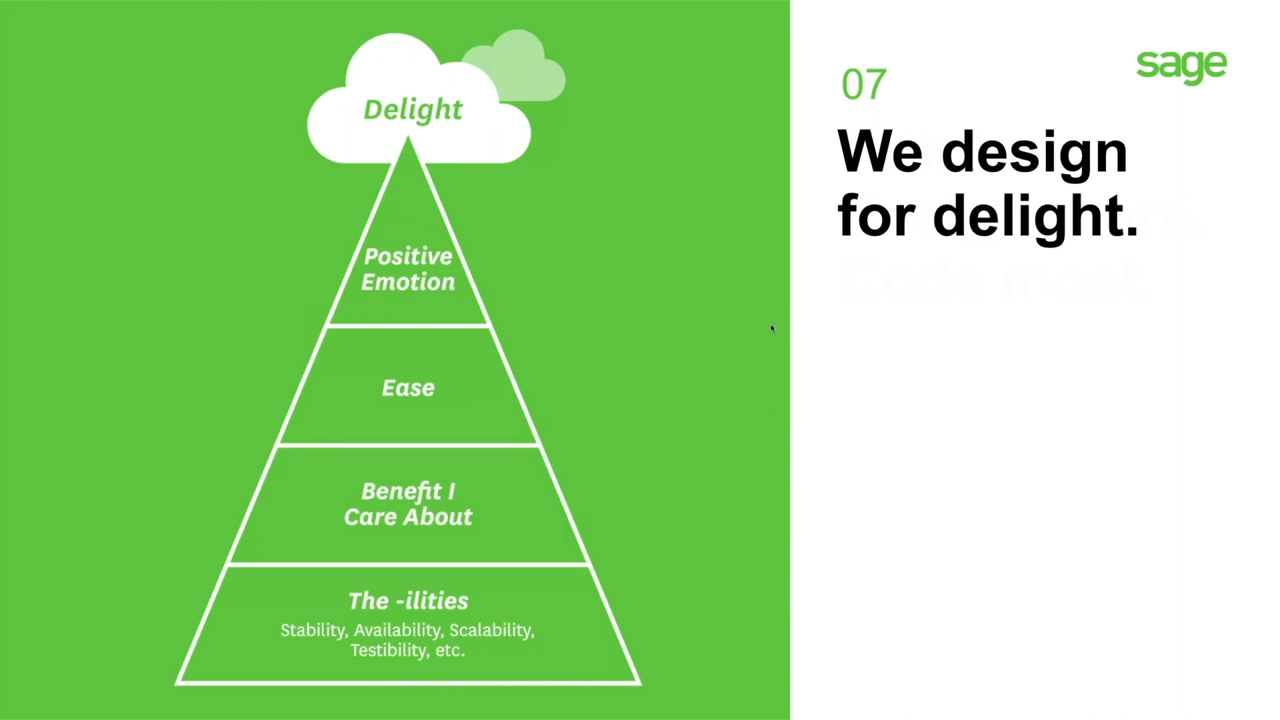 Delight
Positive
Emotion
Ease
Benefit I
Care About
The -ilities
Stability, Availability, Scalability,
Testibility, etc.
sage
07
We design
for delight.